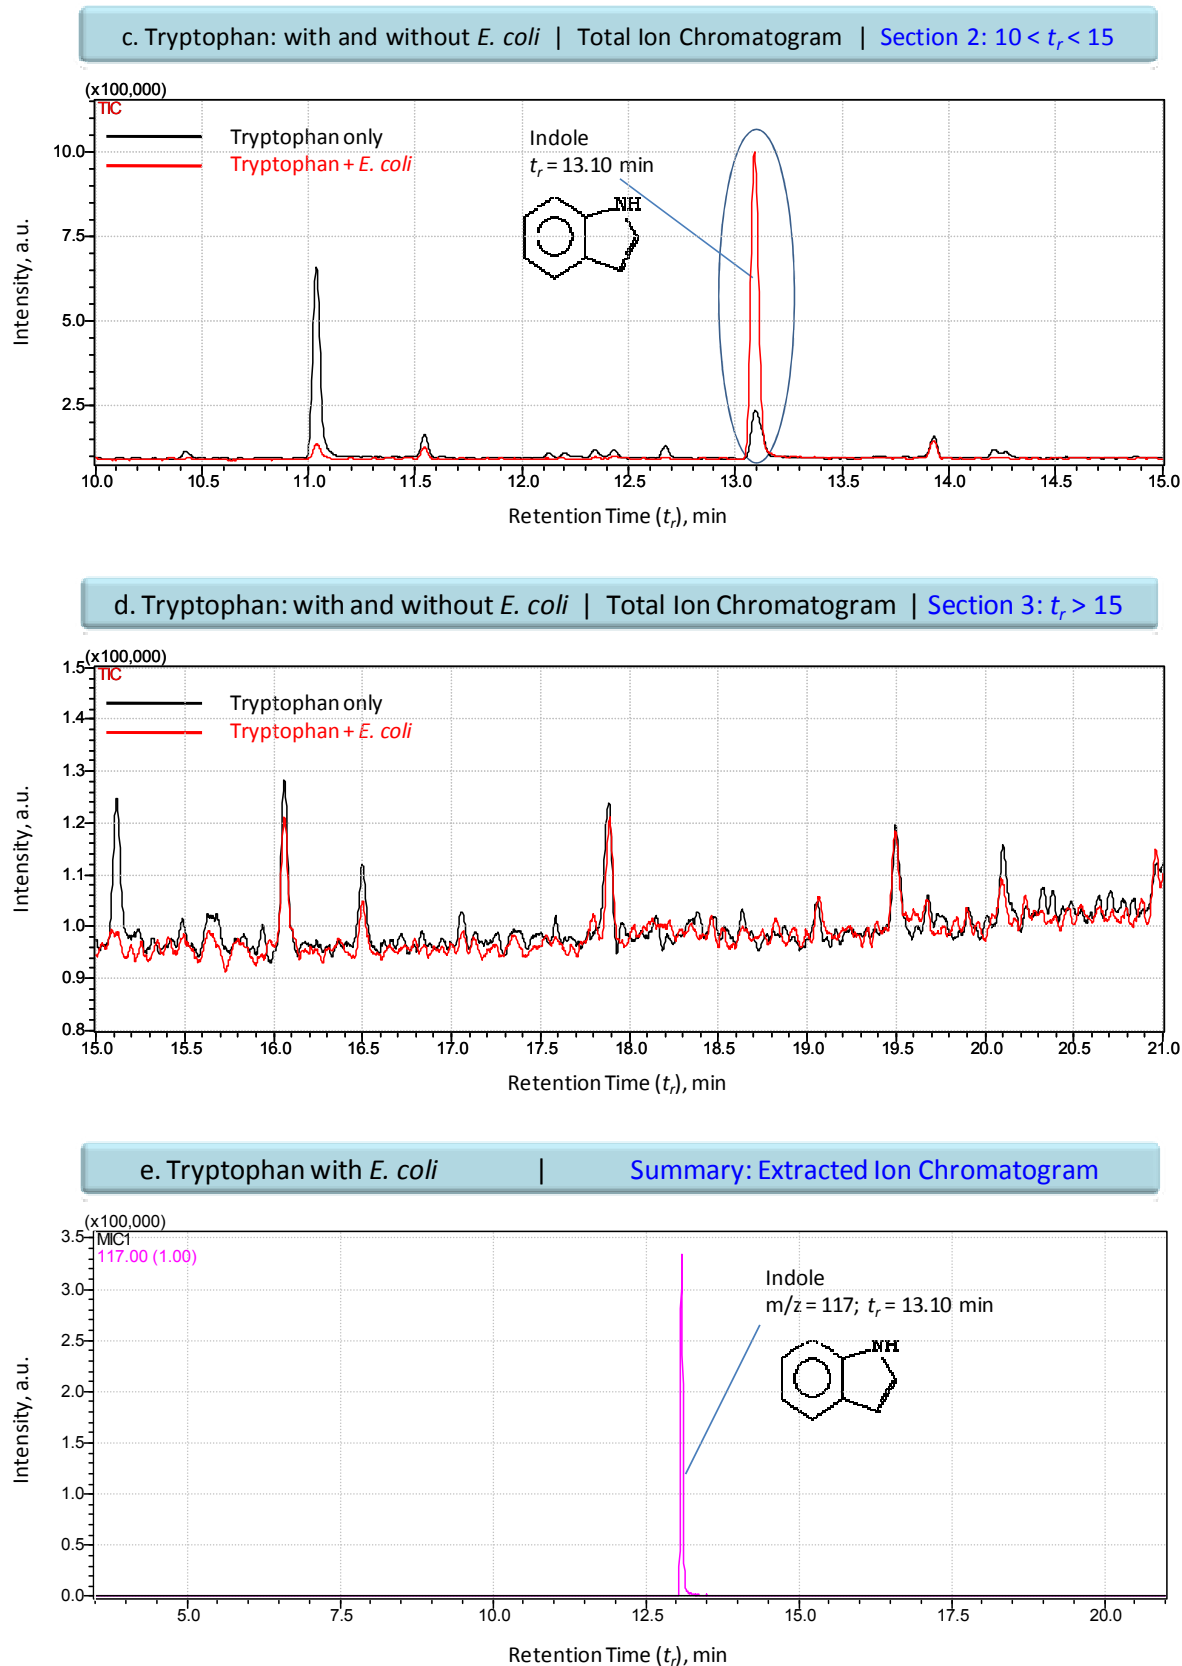 c. Tryptophan: with and without E. coli | Total Ion Chromatogram | Section 2: 10 < tr < 15
(x100,000)
TIC
Tryptophan only
Tryptophan + E. coli
Indole
tr = 13.10 min
NH
10.0
7.5
5.0
2.5
Intensity, a.u.
10.0 10.5 11.0 11.5 12.0 12.5 13.0 13.5 14.0 14.5 15.0
Retention Time (tr), min
d. Tryptophan: with and without E. coli | Total Ion Chromatogram | Section 3: tr > 15
(x100,000)
TIC
Tryptophan only
Tryptophan + E. coli
1.5
1.4
1.3
1.2
1.1
1.0
0.9
0.8
Intensity, a.u.
15.0 15.5 16.0 16.5 17.0 17.5 18.0 18.5 19.0 19.5 20.0 20.5 21.0
Retention Time (tr), min
e. Tryptophan with E. coli | Summary: Extracted Ion Chromatogram
(x100,000)
MIC1
117.00 (1.00)
Indole
m/z = 117; tr = 13.10 min
NH
3.5
3.0
2.5
2.0
1.5
1.0
0.5
0.0
Intensity, a.u.
5.0 7.5 10.0 12.5 15.0 17.5 20.0
Retention Time (tr), min